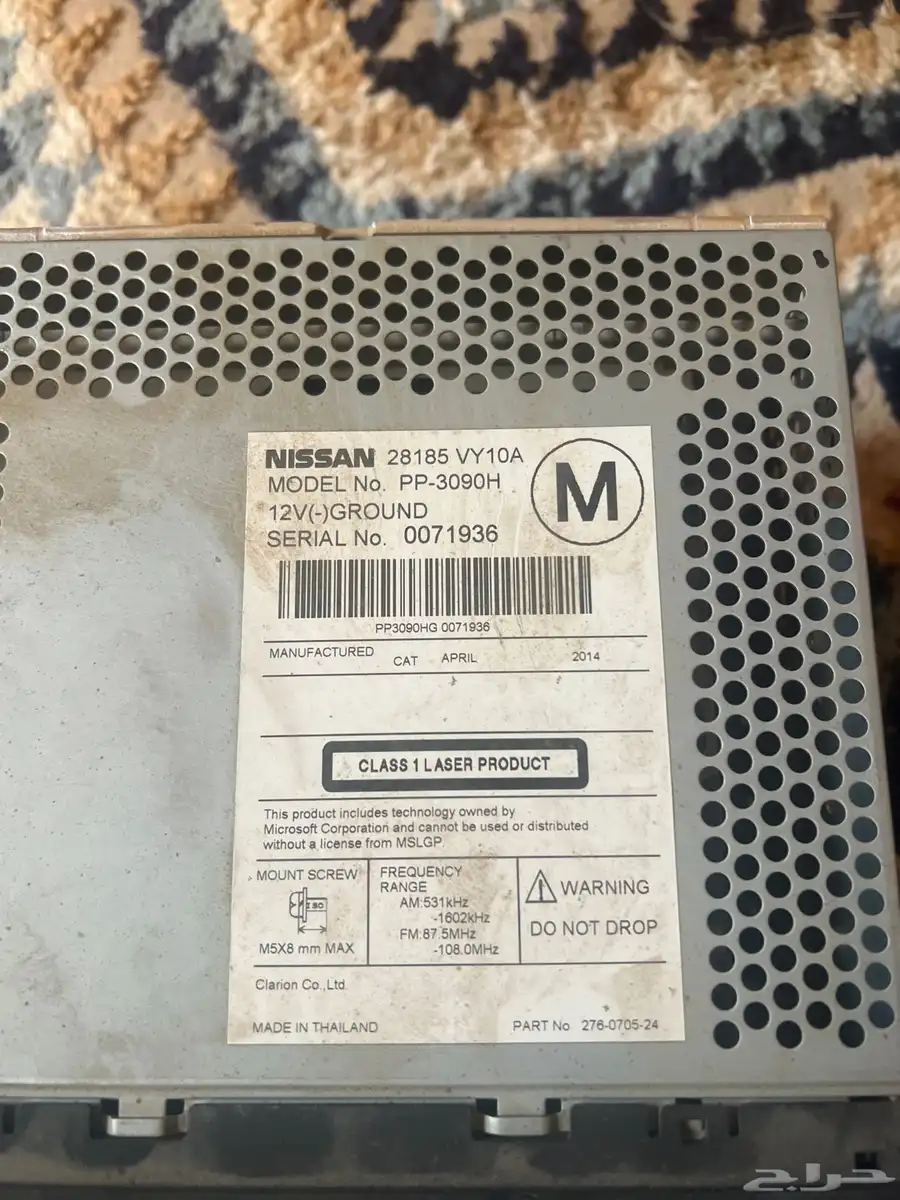 NISSAN 28185 VY10A
MODEL No. PP-3090H
M
12V(-)GROUND
SERIAL No. 0071936
PP3090HG 0071936
MANUFACTURED CAT APRIL 2014
CLASS 1 LASER PRODUCT
This product includes technology owned by
Microsoft Corporation and cannot be used or distributed
without a license from MSLGP.
MOUNT SCREW
ISO
M5X8 mm MAX
FREQUENCY
RANGE
AM:531kHz
-1602kHz
FM:87.5MHz
-108.0MHz
WARNING
DO NOT DROP
Clarion Co.,Ltd.
MADE IN THAILAND
PART No 276-0705-24
حراج